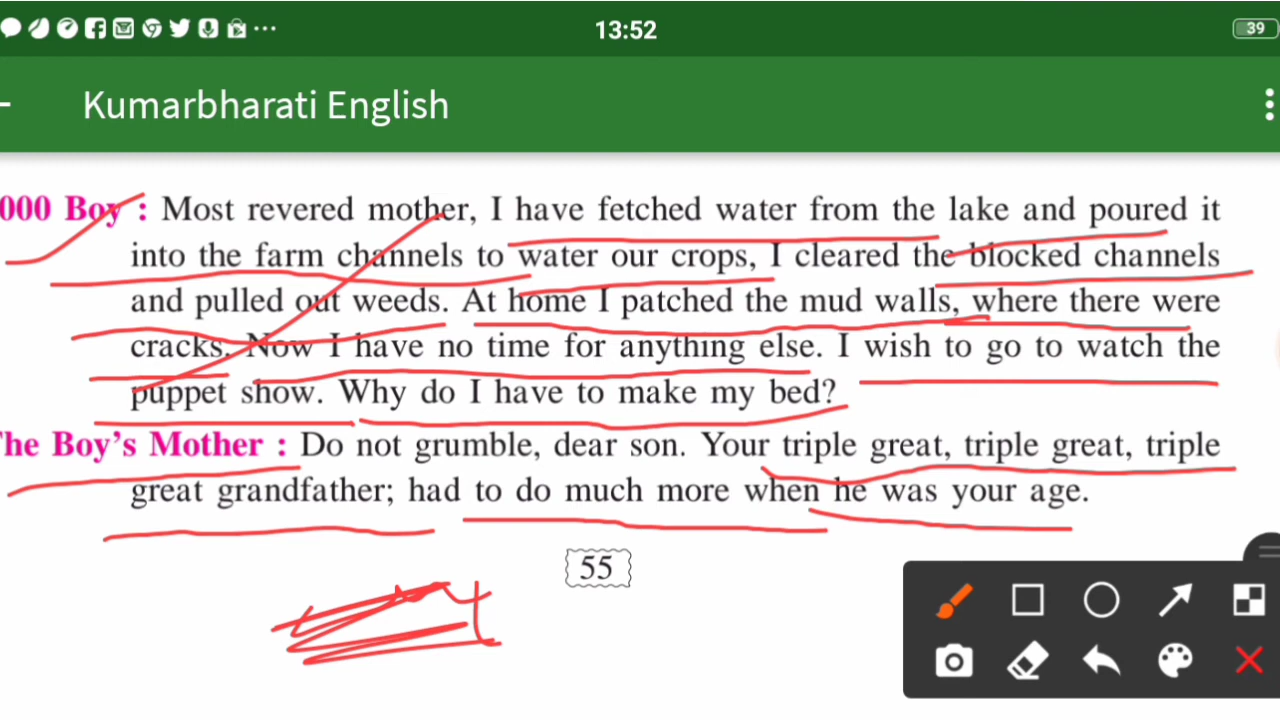 13:52
39
Kumarbharati English
000 Boy : Most revered mother, I have fetched water from the lake and poured it
into the farm channels to water our crops, I cleared the blocked channels
and pulled out weeds. At home I patched the mud walls, where there were
cracks. Now I have no time for anything else. I wish to go to watch the
puppet show. Why do I have to make my bed?
he Boy's Mother : Do not grumble, dear son. Your triple great, triple great, triple
great grandfather; had to do much more when he was your age.
55